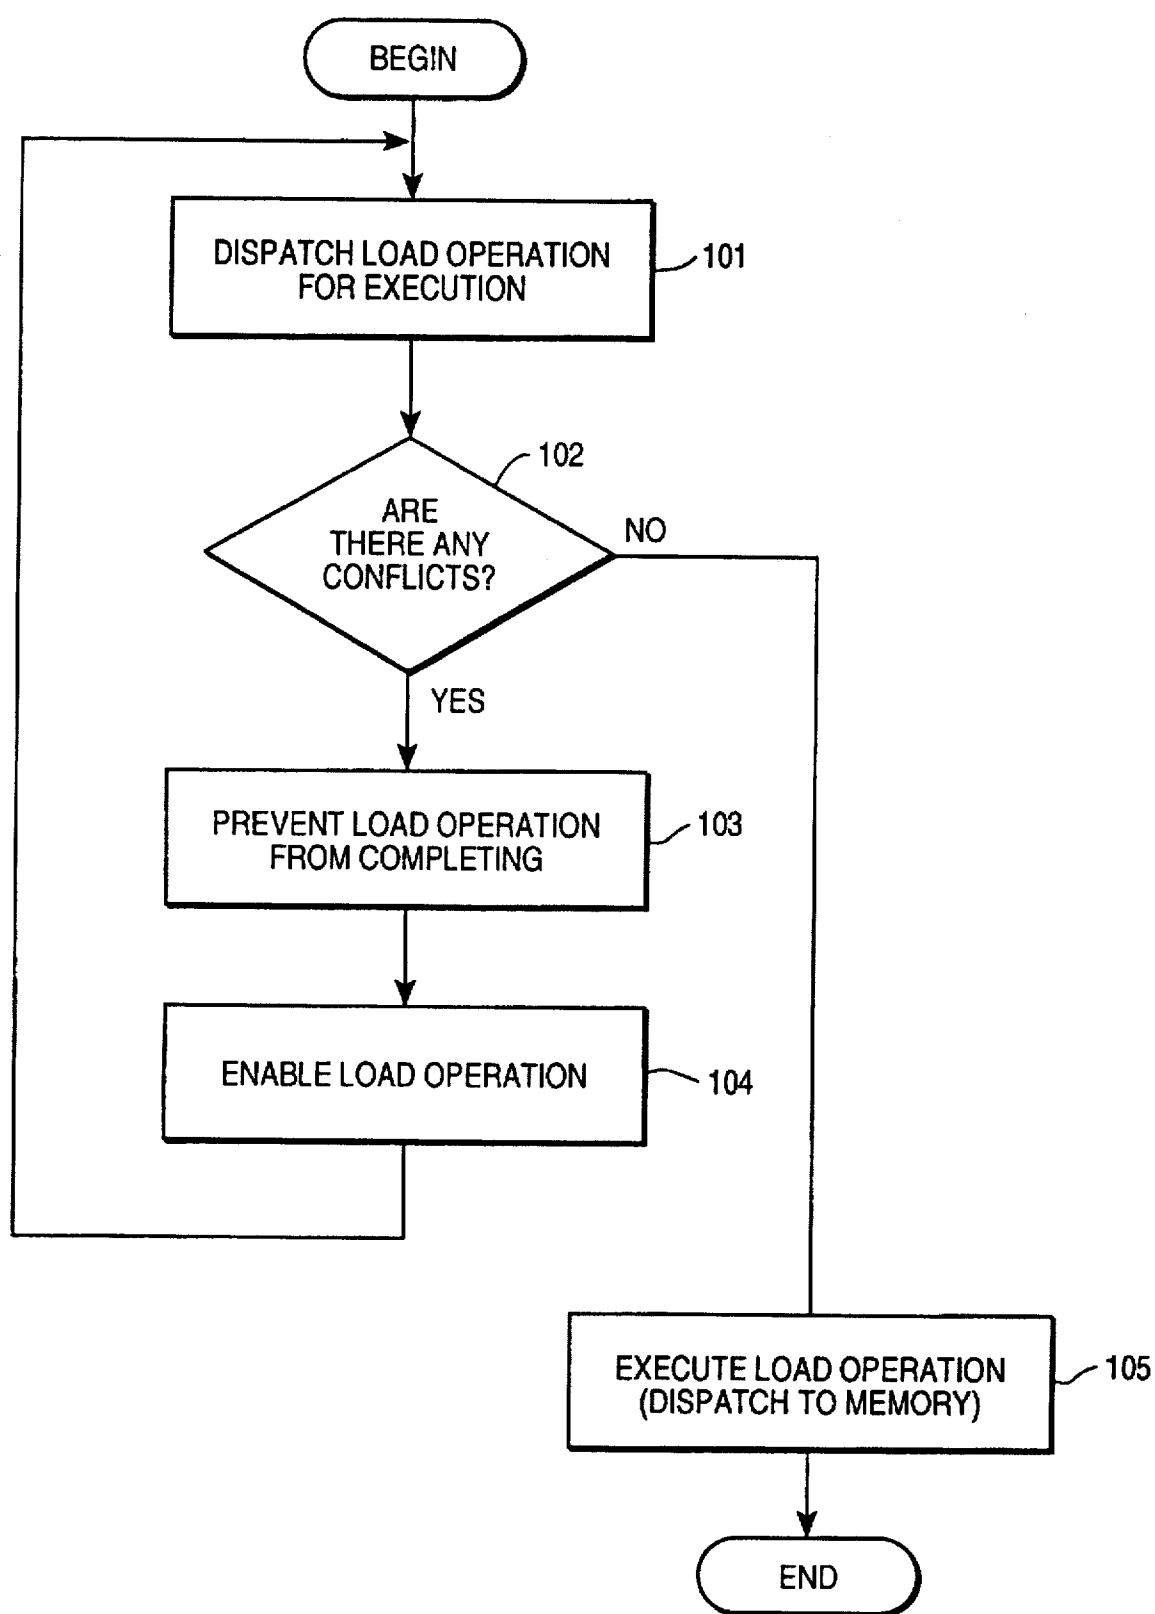 BEGIN
DISPATCH LOAD OPERATION
FOR EXECUTION
101
102
ARE
THERE ANY
CONFLICTS?
NO
YES
PREVENT LOAD OPERATION
FROM COMPLETING
103
ENABLE LOAD OPERATION
104
EXECUTE LOAD OPERATION
(DISPATCH TO MEMORY)
105
END